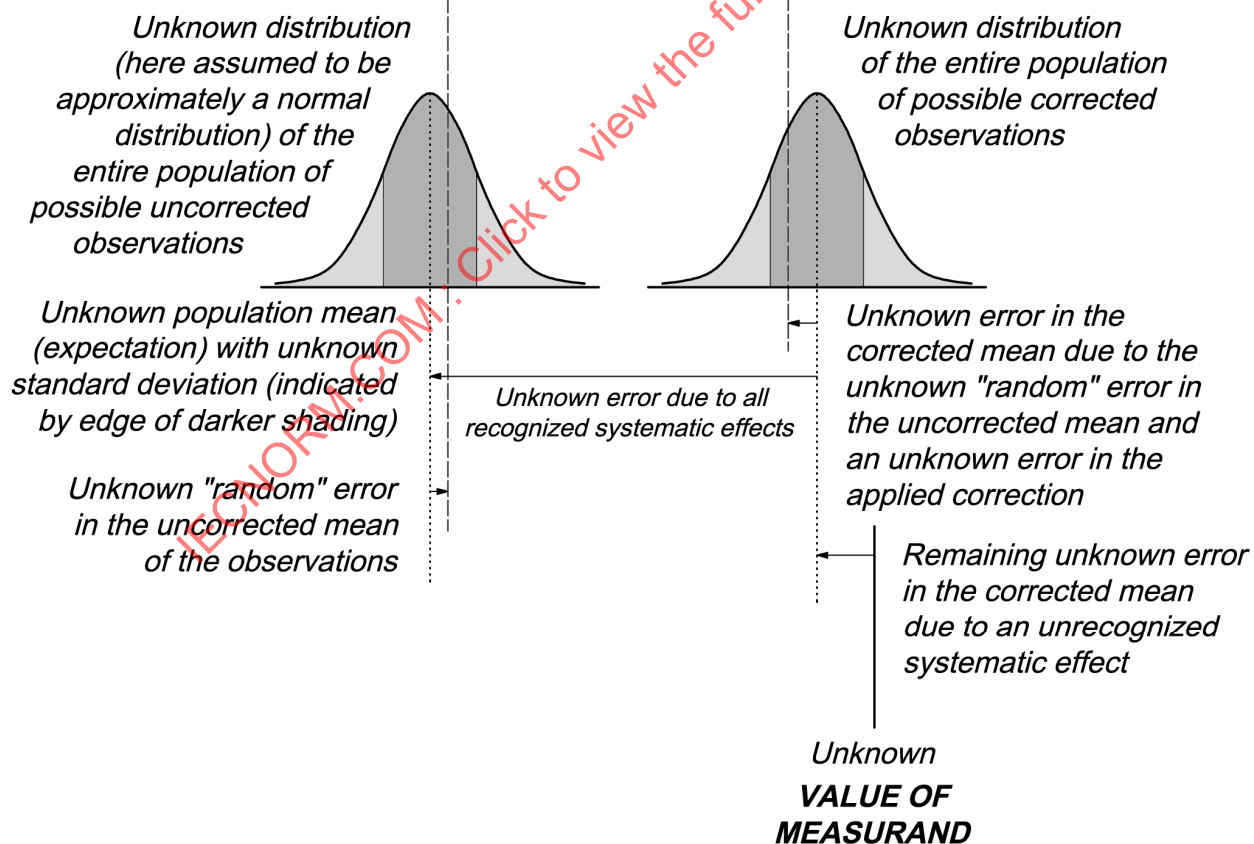 Unknown distribution
(here assumed to be
approximately a normal
distribution) of the
entire population of
possible uncorrected
observations
Unknown distribution
of the entire population
of possible corrected
observations
Unknown population mean
(expectation) with unknown
standard deviation (indicated
by edge of darker shading)
Unknown error due to all
recognized systematic effects
Unknown error in the
corrected mean due to the
unknown "random" error in
the uncorrected mean and
an unknown error in the
applied correction
Unknown "random" error
in the uncorrected mean
of the observations
Remaining unknown error
in the corrected mean
due to an unrecognized
systematic effect
Unknown
VALUE OF
MEASURAND
IECNORM.COM : Click to view the